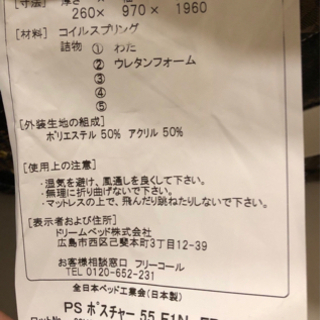 [寸法] 厚さ
260× 970× 1960
[材料] コイルスプリング
詰物 ① わた
② ウレタンフォーム
③
④
⑤
[外装生地の組成]
ポリエステル 50% アクリル 50%
[使用上の注意]
・湿気を避け、風通しを良くして下さい。
・無理に折り曲げないで下さい。
・マットレスの上で、飛んだり跳ねたりしないで下さい。
[表示者および住所]
ドリームベッド株式会社
広島市西区己斐本町3丁目12-39
お客様相談窓口 フリーコール
TEL 0120-652-231
全日本ベッド工業会(日本製)
PS ポスチャー 55 F1N
ロットNo